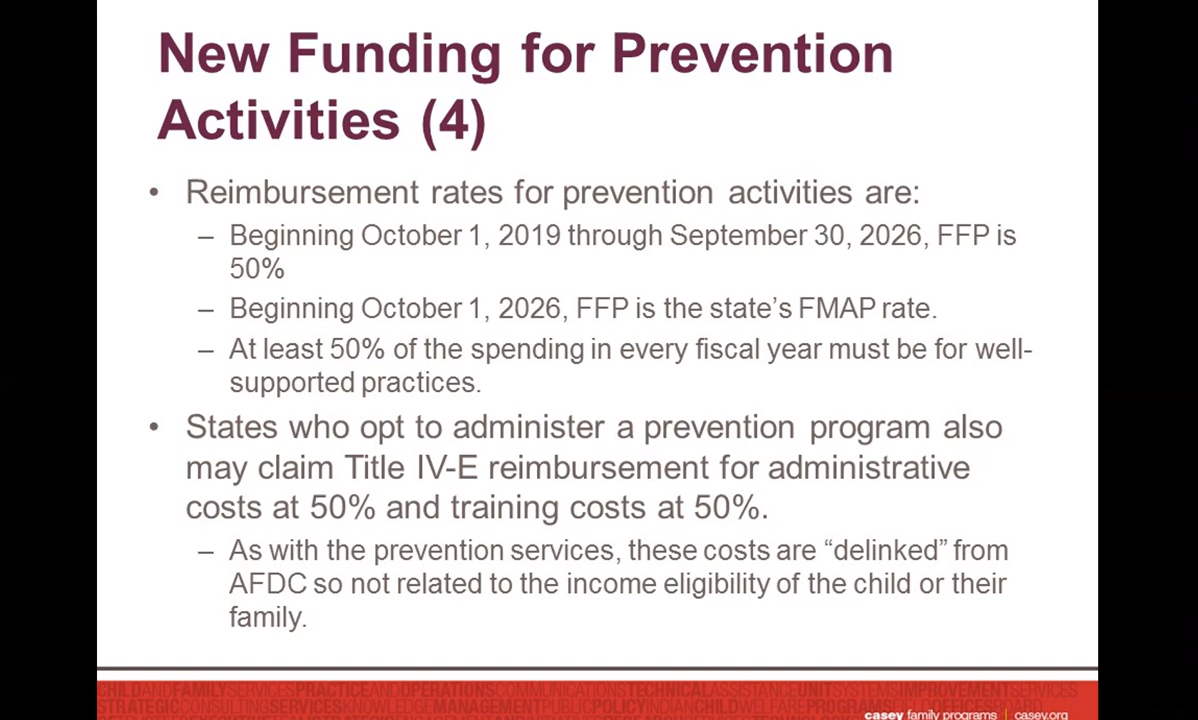 New Funding for Prevention
Activities (4)
• Reimbursement rates for prevention activities are:
– Beginning October 1, 2019 through September 30, 2026, FFP is
50%
– Beginning October 1, 2026, FFP is the state’s FMAP rate.
– At least 50% of the spending in every fiscal year must be for well-
supported practices.
• States who opt to administer a prevention program also
may claim Title IV-E reimbursement for administrative
costs at 50% and training costs at 50%.
– As with the prevention services, these costs are “delinked” from
AFDC so not related to the income eligibility of the child or their
family.
CHILDANDFAMILYSERVICESPRACTICEANDOPERATIONSCOMMUNICATIONSTECHNICALASSISTANCEUNITSYSTEMSIMPROVEMENTSERVICES
casey family programs | casey.org